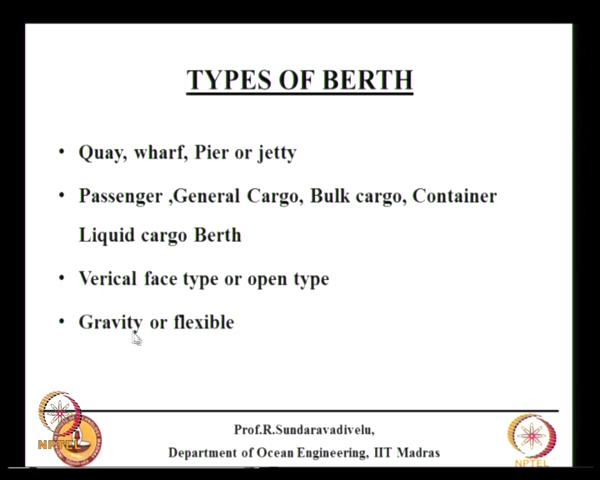 TYPES OF BERTH
• Quay, wharf, Pier or jetty
• Passenger ,General Cargo, Bulk cargo, Container
Liquid cargo Berth
• Verical face type or open type
• Gravity or flexible
Prof.R.Sundaravadivelu,
Department of Ocean Engineering, IIT Madras
NPTEL
NPTEL